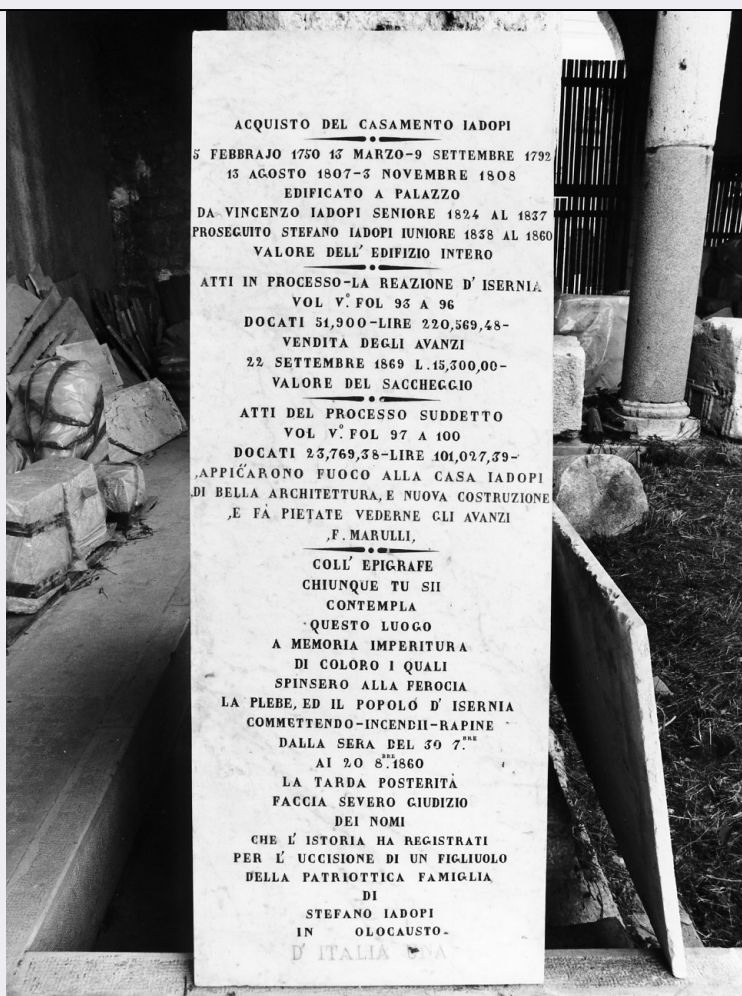 ACQUISTO DEL CASAMENTO IADOPI
5 FEBBRAJO 1750 13 MARZO-9 SETTEMBRE 1792
13 AGOSTO 1807-3 NOVEMBRE 1808
EDIFICATO A PALAZZO
DA VINCENZO IADOPI SENIORE 1824 AL 1837
PROSEGUITO STEFANO IADOPI IUNIORE 1838 AL 1860
VALORE DELL' EDIFIZIO INTERO
ATTI IN PROCESSO-LA REAZIONE D' ISERNIA
VOL V.º FOL 93 A 96
DOCATI 51,900-LIRE 220,569,48-
VENDITA DEGLI AVANZI
22 SETTEMBRE 1869 L.15,300,00-
VALORE DEL SACCHEGGIO
ATTI DEL PROCESSO SUDDETTO
VOL V.º FOL 97 A 100
DOCATI 23,769,38-LIRE 101,027,39-
,APPICĆARONO FUOCO ALLA CASA IADOPI
,DI BELLA ARCHITETTURA, E NUOVA COSTRUZIONE
,E FÀ PIETATE VEDERNE GLI AVANZI
,F. MARULLI,
COLL' EPIGRAFE
CHIUNQUE TU SII
CONTEMPLA
QUESTO LUOGO
A MEMORIA IMPERITURA
DI COLORO I QUALI
SPINSERO ALLA FEROCIA
LA PLEBE, ED IL POPOLO D' ISERNIA
COMMETTENDO-INCENDII-RAPINE
DALLA SERA DEL 30 7.BRE
AI 20 8.BRE 1860
LA TARDA POSTERITÀ
FACCIA SEVERO GIUDIZIO
DEI NOMI
CHE L' ISTORIA HA REGISTRATI
PER L' UCCISIONE DI UN FIGLIUOLO
DELLA PATRIOTTICA FAMIGLIA
DI
STEFANO IADOPI
IN OLOCAUSTO-
D' ITALIA UNA